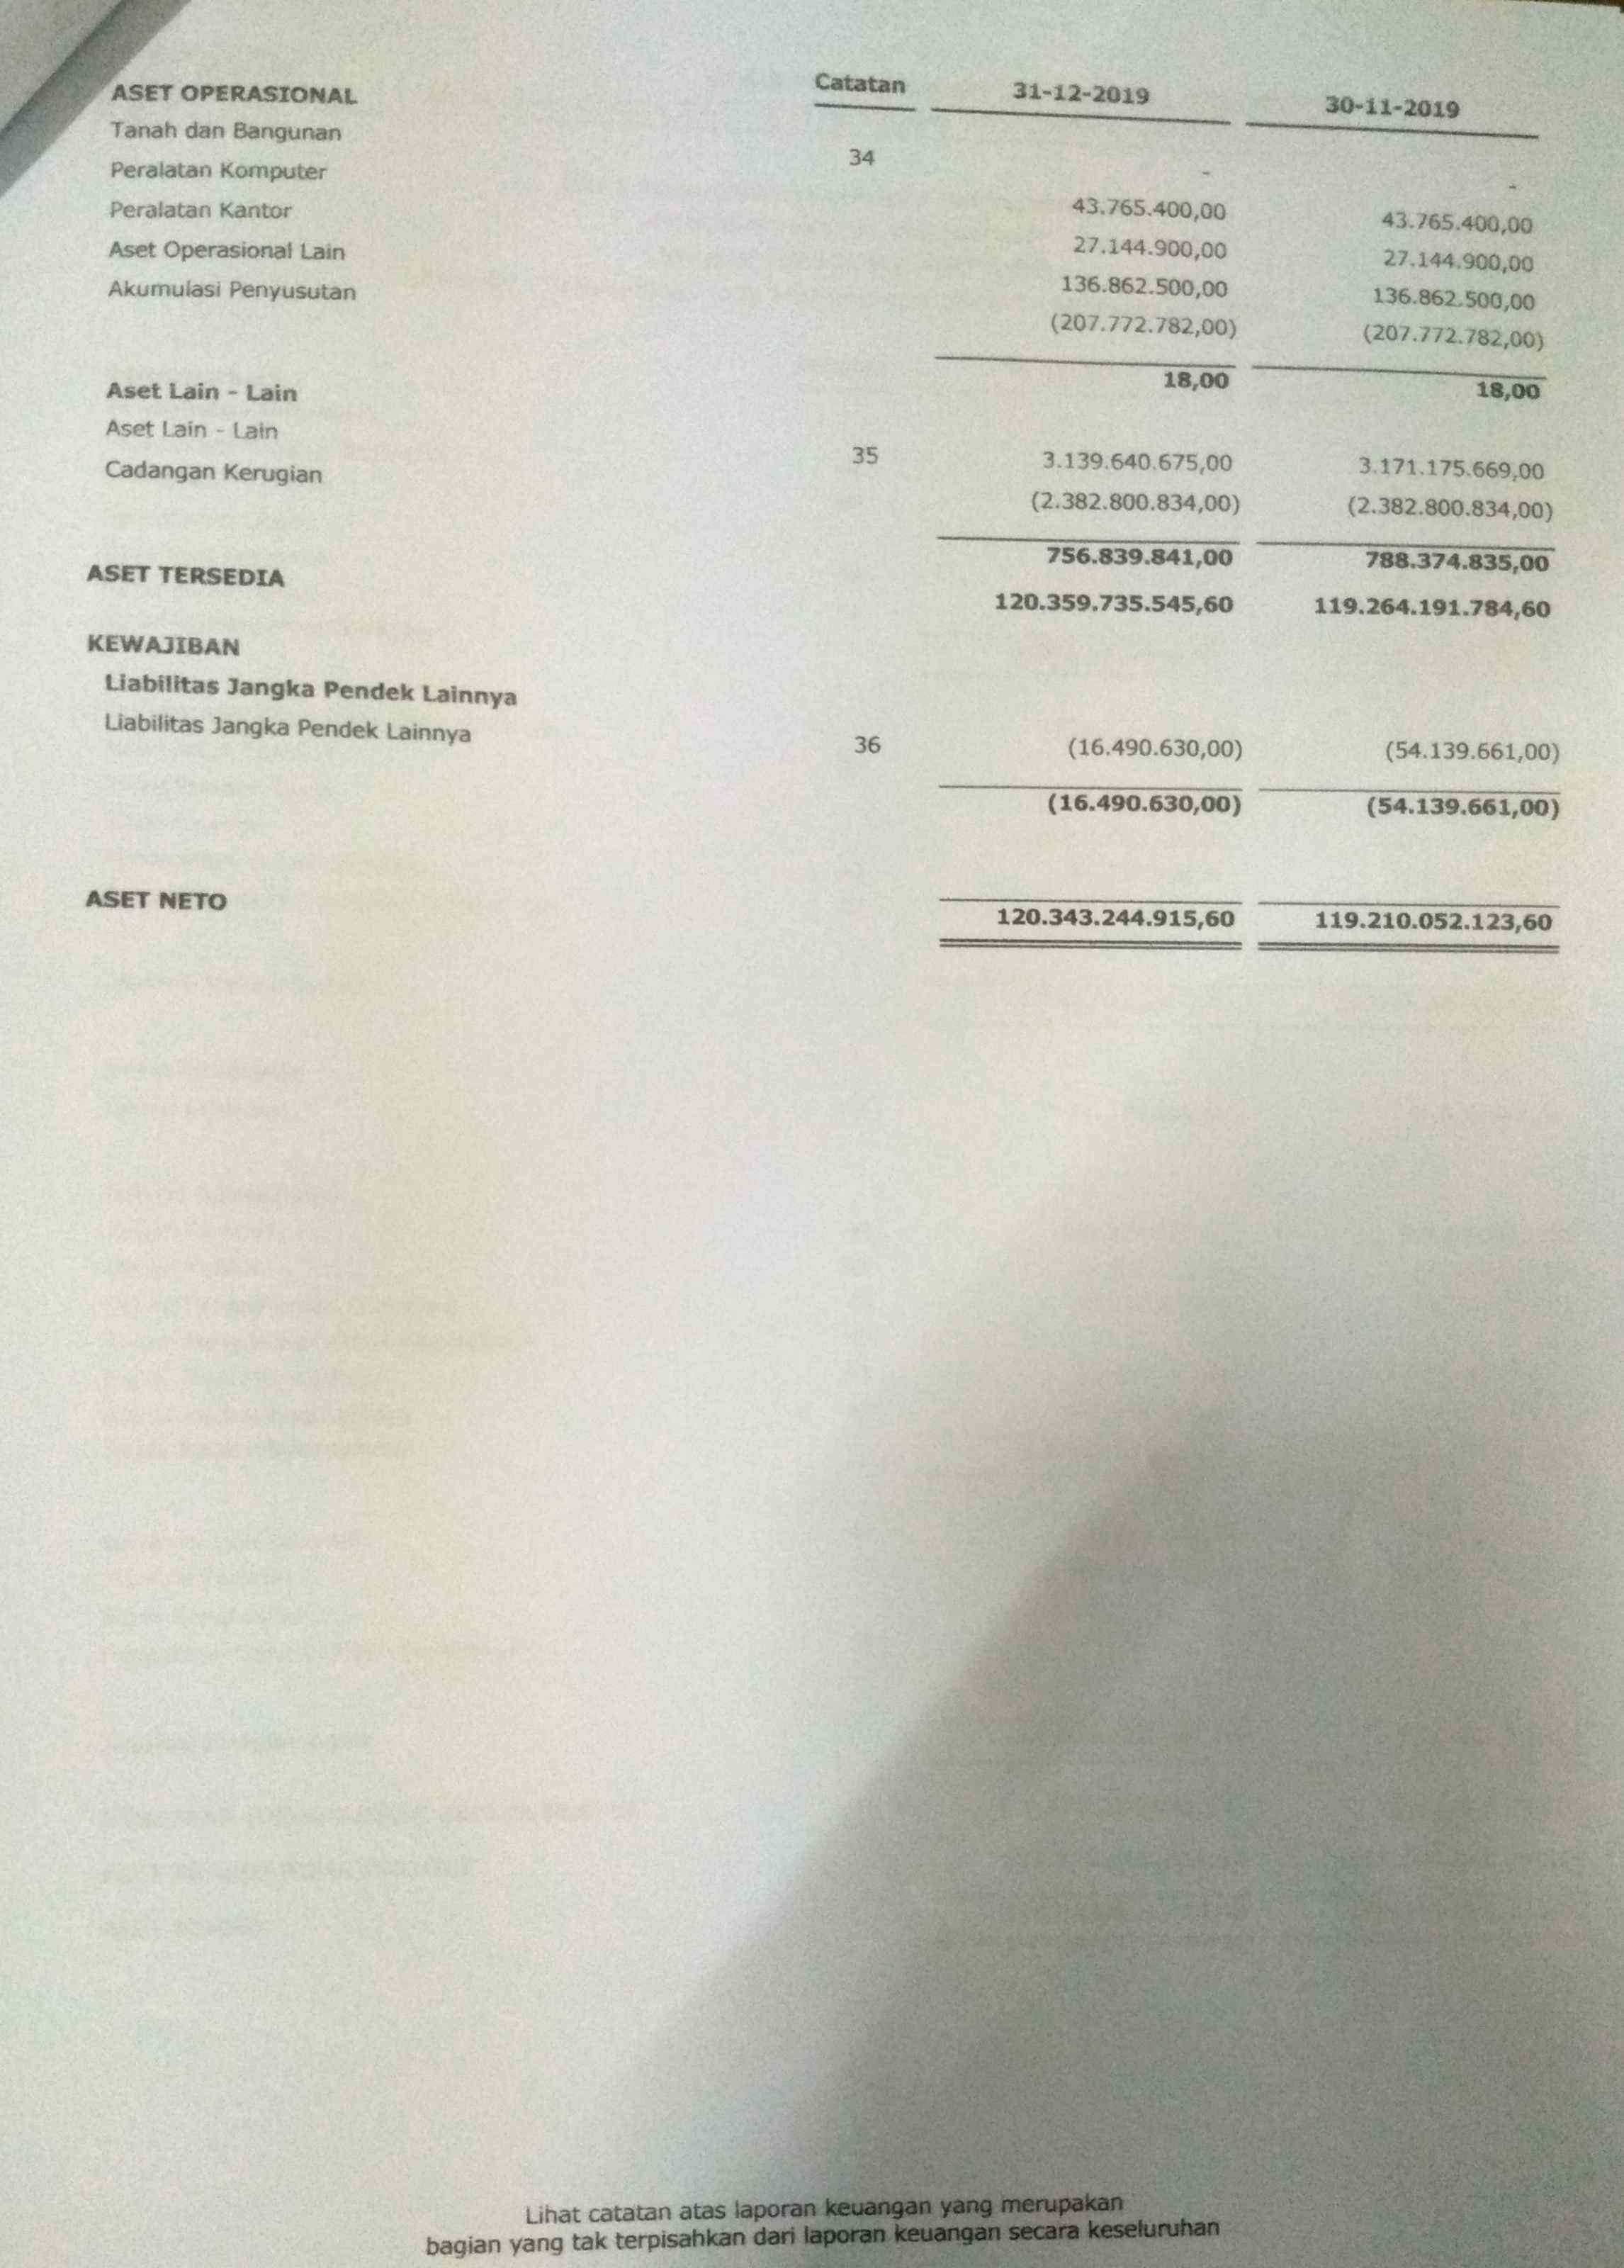 ASET OPERASIONAL Catatan 31-12-2019 30-11-2019
Tanah dan Bangunan 34 - -
Peralatan Komputer 43.765.400,00 43.765.400,00
Peralatan Kantor 27.144.900,00 27.144.900,00
Aset Operasional Lain 136.862.500,00 136.862.500,00
Akumulasi Penyusutan (207.772.782,00) (207.772.782,00)
18,00 18,00
Aset Lain - Lain
Aset Lain - Lain 35 3.139.640.675,00 3.171.175.669,00
Cadangan Kerugian (2.382.800.834,00) (2.382.800.834,00)
756.839.841,00 788.374.835,00
ASET TERSEDIA 120.359.735.545,60 119.264.191.784,60
KEWAJIBAN
Liabilitas Jangka Pendek Lainnya
Liabilitas Jangka Pendek Lainnya 36 (16.490.630,00) (54.139.661,00)
(16.490.630,00) (54.139.661,00)
ASET NETO 120.343.244.915,60 119.210.052.123,60
Lihat catatan atas laporan keuangan yang merupakan
bagian yang tak terpisahkan dari laporan keuangan secara keseluruhan